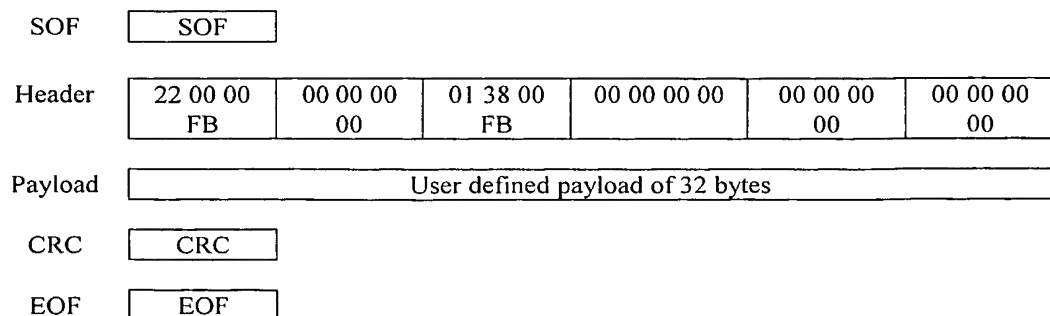 SOF SOF
Header 22 00 00 FB 00 00 00 00 01 38 00 FB 00 00 00 00 00 00 00 00 00 00 00 00
Payload User defined payload of 32 bytes
CRC CRC
EOF EOF